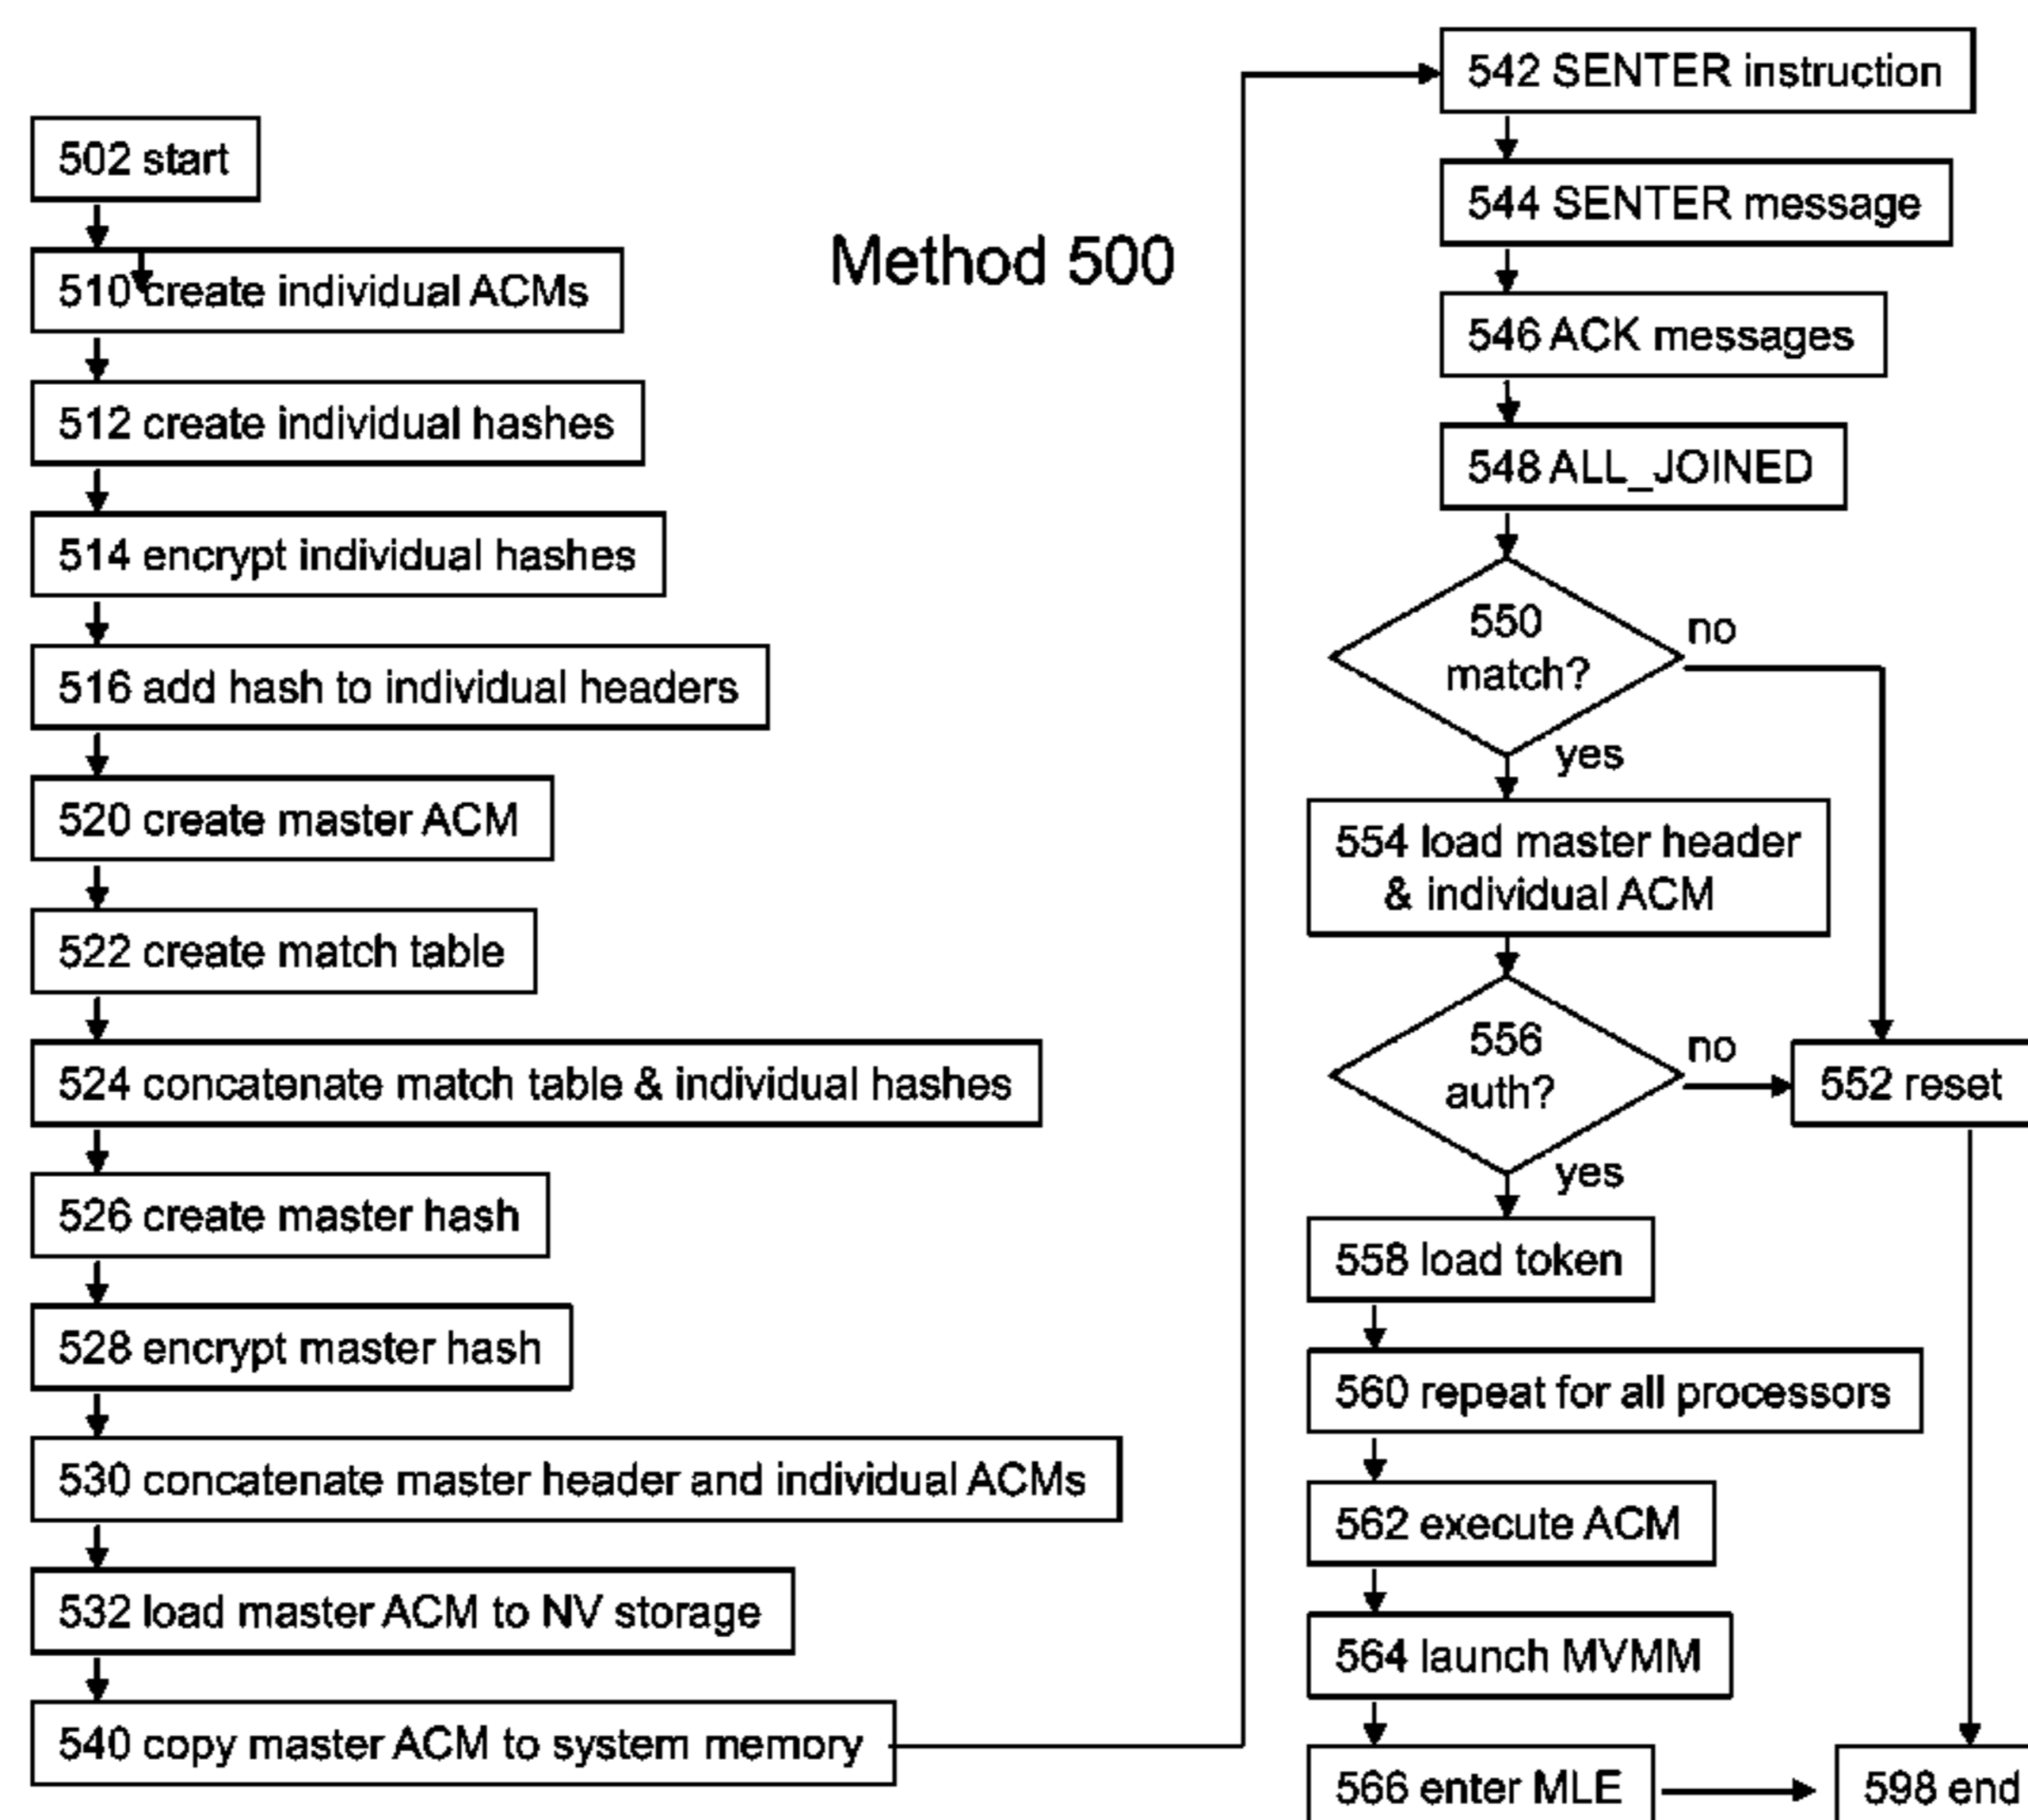 502 start
510 create individual ACMs
512 create individual hashes
514 encrypt individual hashes
516 add hash to individual headers
520 create master ACM
522 create match table
524 concatenate match table & individual hashes
526 create master hash
528 encrypt master hash
530 concatenate master header and individual ACMs
532 load master ACM to NV storage
540 copy master ACM to system memory
Method 500
542 SENTER instruction
544 SENTER message
546 ACK messages
548 ALL_JOINED
550
match?
no
yes
554 load master header
& individual ACM
556
auth?
no
552 reset
yes
558 load token
560 repeat for all processors
562 execute ACM
564 launch MVMM
566 enter MLE
598 end